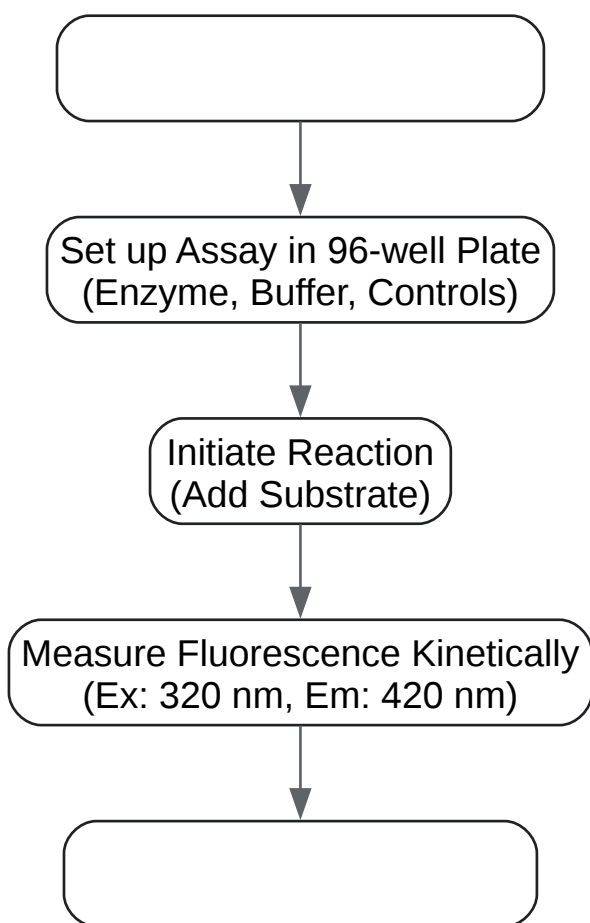 Set up Assay in 96-well Plate
(Enzyme, Buffer, Controls)
Initiate Reaction
(Add Substrate)
Measure Fluorescence Kinetically
(Ex: 320 nm, Em: 420 nm)